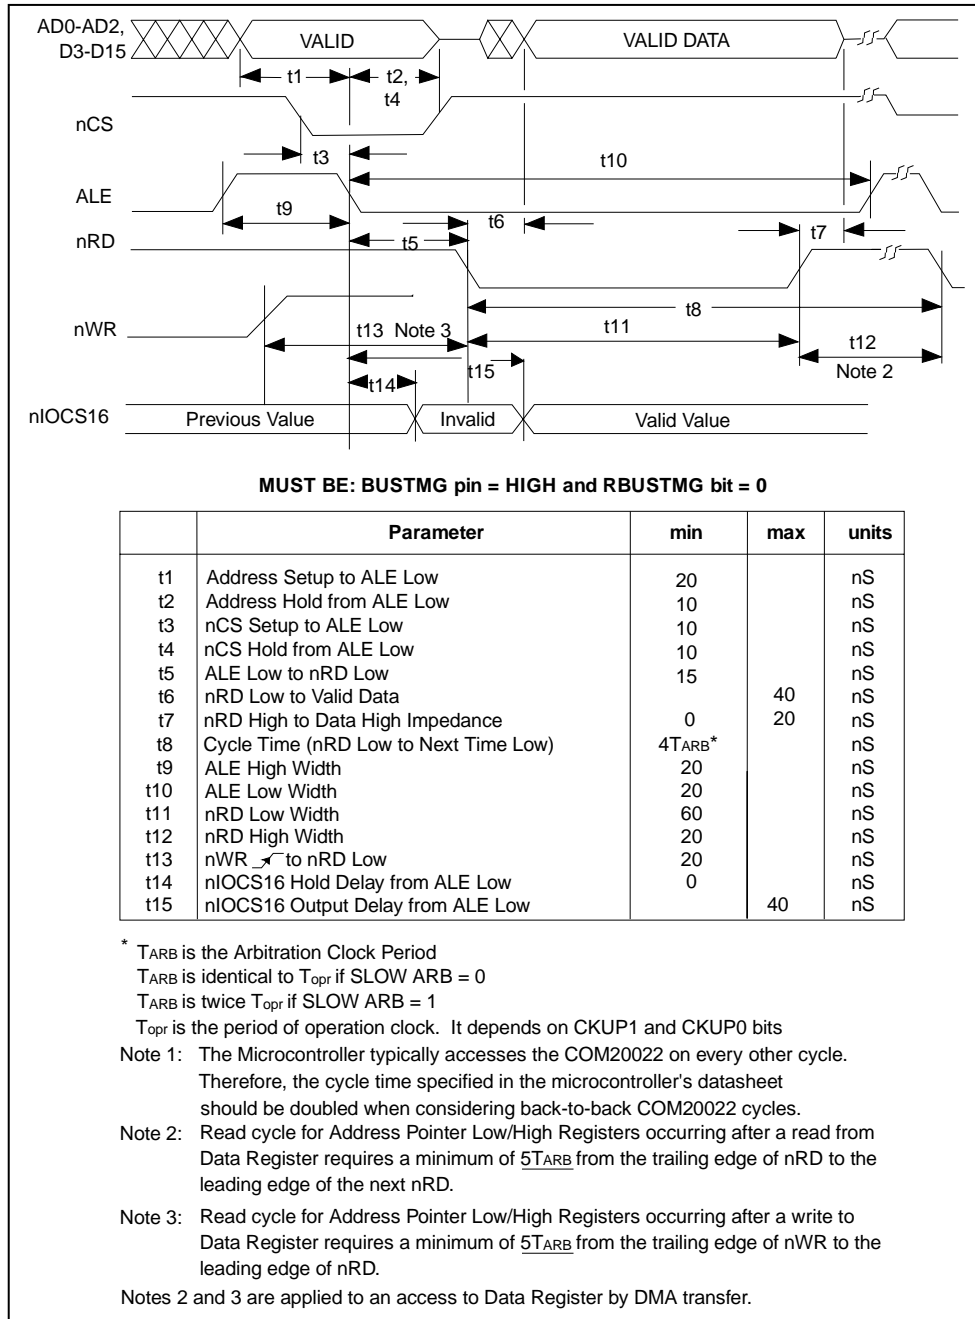 AD0-AD2,
D3-D15
VALID
VALID DATA
t1
t2,
t4
nCS
t3
t10
ALE
t9
t6
nRD
t5
t7
nWR
t8
t13 Note 3
t11
t12
Note 2
t15
t14
nIOCS16
Previous Value
Invalid
Valid Value
MUST BE: BUSTMG pin = HIGH and RBUSTMG bit = 0
Parameter min max units
t1 Address Setup to ALE Low 20 nS
t2 Address Hold from ALE Low 10 nS
t3 nCS Setup to ALE Low 10 nS
t4 nCS Hold from ALE Low 10 nS
t5 ALE Low to nRD Low 15 nS
t6 nRD Low to Valid Data 40 nS
t7 nRD High to Data High Impedance 0 20 nS
t8 Cycle Time (nRD Low to Next Time Low) 4TARB* nS
t9 ALE High Width 20 nS
t10 ALE Low Width 20 nS
t11 nRD Low Width 60 nS
t12 nRD High Width 20 nS
t13 nWR to nRD Low 20 nS
t14 nIOCS16 Hold Delay from ALE Low 0 nS
t15 nIOCS16 Output Delay from ALE Low 40 nS
* TARB is the Arbitration Clock Period
TARB is identical to Topr if SLOW ARB = 0
TARB is twice Topr if SLOW ARB = 1
Topr is the period of operation clock. It depends on CKUP1 and CKUP0 bits
Note 1: The Microcontroller typically accesses the COM20022 on every other cycle.
Therefore, the cycle time specified in the microcontroller's datasheet
should be doubled when considering back-to-back COM20022 cycles.
Note 2: Read cycle for Address Pointer Low/High Registers occurring after a read from
Data Register requires a minimum of 5TARB from the trailing edge of nRD to the
leading edge of the next nRD.
Note 3: Read cycle for Address Pointer Low/High Registers occurring after a write to
Data Register requires a minimum of 5TARB from the trailing edge of nWR to the
leading edge of nRD.
Notes 2 and 3 are applied to an access to Data Register by DMA transfer.